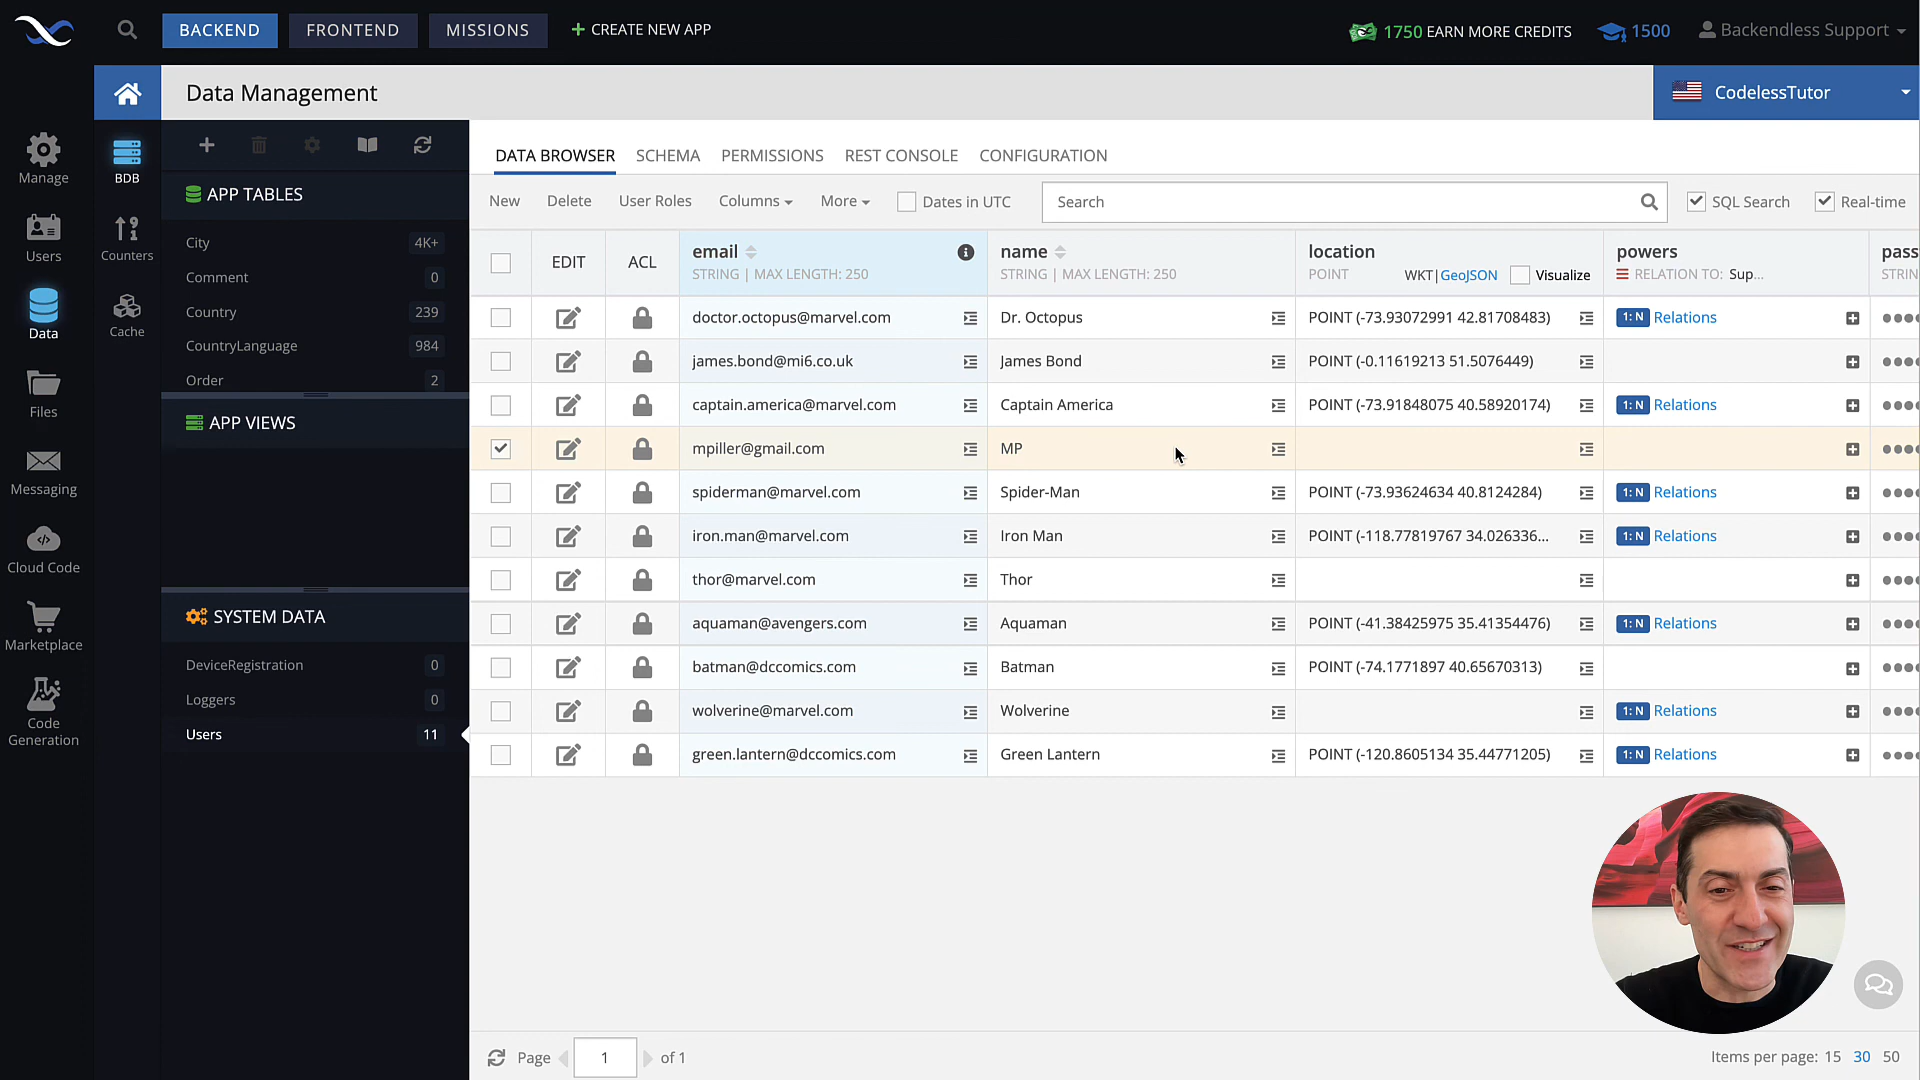 BACKEND
FRONTEND
MISSIONS
CREATE NEW APP
1750 EARN MORE CREDITS
1500
Backendless Support
Data Management
CodelessTutor
Manage
Users
Data
Files
Messaging
Cloud Code
Marketplace
Code
Generation
BDB
Counters
Cache
APP TABLES
City 4K+
Comment 0
Country 239
CountryLanguage 984
Order 2
APP VIEWS
SYSTEM DATA
DeviceRegistration 0
Loggers 0
Users 11
DATA BROWSER SCHEMA PERMISSIONS REST CONSOLE CONFIGURATION
New Delete User Roles Columns More Dates in UTC Search SQL Search Real-time
EDIT ACL email name location powers pass
STRING | MAX LENGTH: 250 STRING | MAX LENGTH: 250 POINT WKT|GeoJSON Visualize RELATION TO: Sup... STRIN
doctor.octopus@marvel.com Dr. Octopus POINT (-73.93072991 42.81708483) 1: N Relations
james.bond@mi6.co.uk James Bond POINT (-0.11619213 51.5076449)
captain.america@marvel.com Captain America POINT (-73.91848075 40.58920174) 1: N Relations
mpiller@gmail.com MP
spiderman@marvel.com Spider-Man POINT (-73.93624634 40.8124284) 1: N Relations
iron.man@marvel.com Iron Man POINT (-118.77819767 34.026336... 1: N Relations
thor@marvel.com Thor
aquaman@avengers.com Aquaman POINT (-41.38425975 35.41354476) 1: N Relations
batman@dccomics.com Batman POINT (-74.1771897 40.65670313)
wolverine@marvel.com Wolverine 1: N Relations
green.lantern@dccomics.com Green Lantern POINT (-120.8605134 35.44771205) 1: N Relations
Page 1 of 1
Items per page: 15 30 50